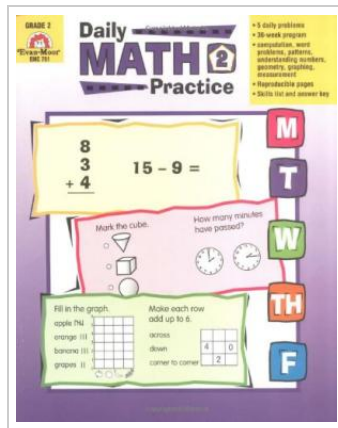 GRADE 2
Evan-Moor
EMC 751
Daily
MATH 2
Practice
• 5 daily problems
• 36-week program
• computation, word
problems, patterns,
understanding numbers,
geometry, graphing,
measurement
• Reproducible pages
• Skills list and answer key
8
3
+ 4
15 – 9 =
M
T
W
TH
F
Mark the cube.
How many minutes
have passed?
Fill in the graph.
apple
orange
banana
grapes
Make each row
add up to 6.
across
down
corner to corner
4 0
2